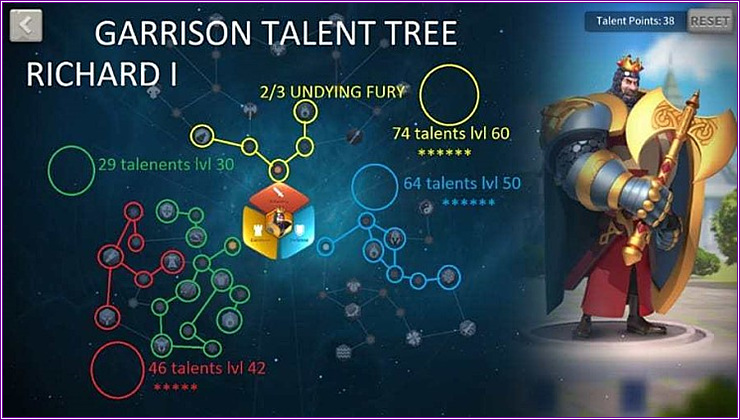 GARRISON TALENT TREE
Talent Points: 38
RESET
RICHARD I
2/3 UNDYING FURY
74 talents lvl 60
******
29 talenents lvl 30
64 talents lvl 50
******
46 talents lvl 42
*****